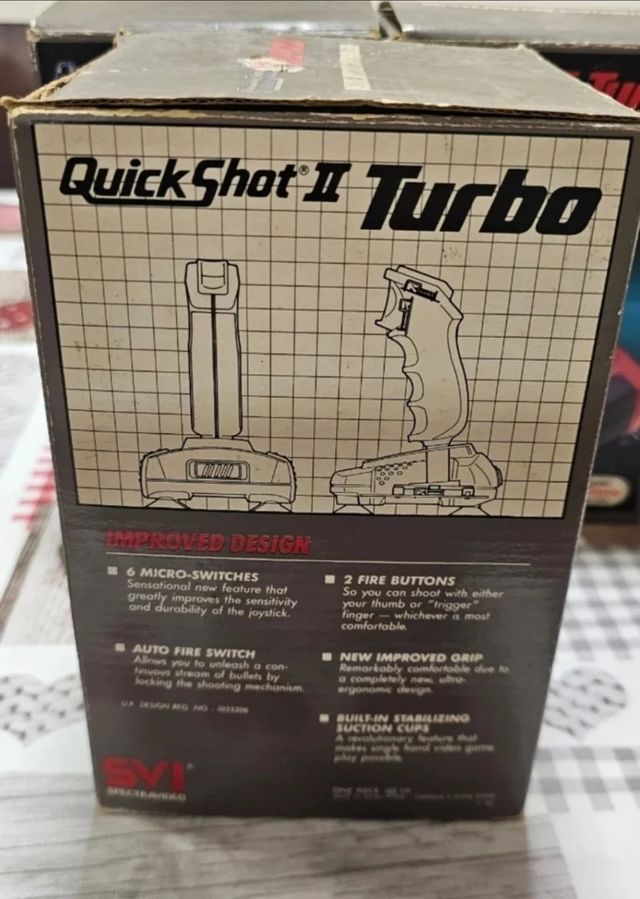 QuickShot® II Turbo
IMPROVED DESIGN
6 MICRO-SWITCHES
Sensational new feature that
greatly improves the sensitivity
and durability of the joystick.
AUTO FIRE SWITCH
Allows you to unleash a con-
tinuous stream of bullets by
locking the shooting mechanism.
U.K. DESIGN REG. NO.
2 FIRE BUTTONS
So you can shoot with either
your thumb or "trigger"
finger — whichever is most
comfortable.
NEW IMPROVED GRIP
Remarkably comfortable due to
a completely new, ultra-
ergonomic design.
BUILT-IN STABILIZING
SUCTION CUPS
A revolutionary feature that
makes single hand video game
play possible.
SVI®
SPECTRAVIDEO